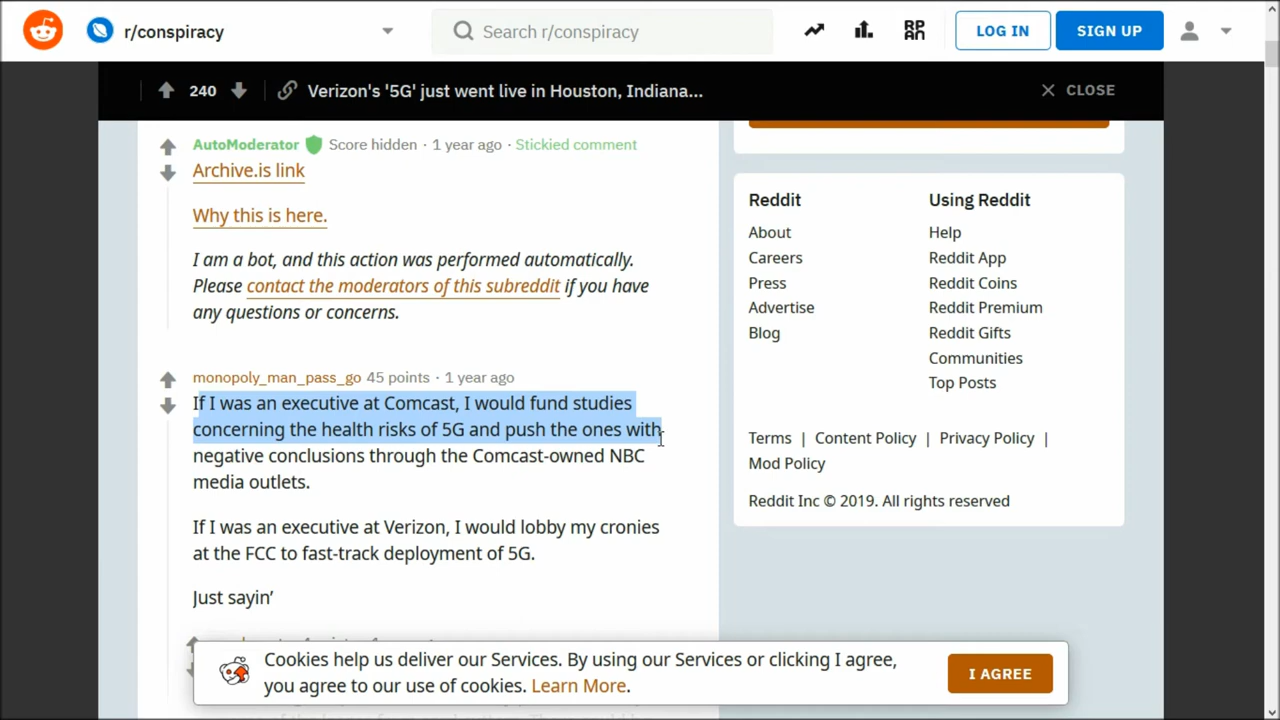 r/conspiracy
Search r/conspiracy
LOG IN
SIGN UP
240
Verizon's '5G' just went live in Houston, Indiana...
CLOSE
AutoModerator Score hidden · 1 year ago · Stickied comment
Archive.is link
Why this is here.
I am a bot, and this action was performed automatically.
Please contact the moderators of this subreddit if you have
any questions or concerns.
monopoly_man_pass_go 45 points · 1 year ago
If I was an executive at Comcast, I would fund studies
concerning the health risks of 5G and push the ones with
negative conclusions through the Comcast-owned NBC
media outlets.
If I was an executive at Verizon, I would lobby my cronies
at the FCC to fast-track deployment of 5G.
Just sayin’
Reddit
Using Reddit
About
Help
Careers
Reddit App
Press
Reddit Coins
Advertise
Reddit Premium
Blog
Reddit Gifts
Communities
Top Posts
Terms | Content Policy | Privacy Policy |
Mod Policy
Reddit Inc © 2019. All rights reserved
Cookies help us deliver our Services. By using our Services or clicking I agree,
you agree to our use of cookies. Learn More.
I AGREE